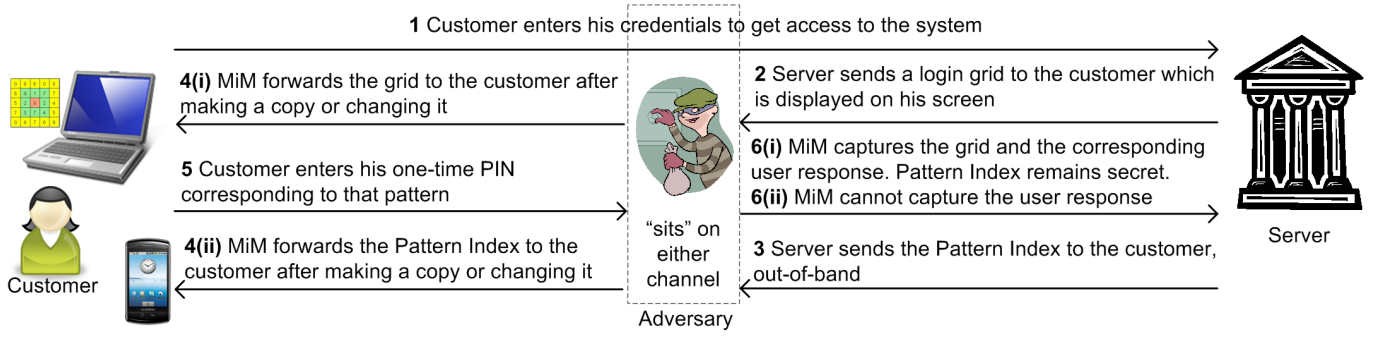 1 Customer enters his credentials to get access to the system
4(i) MiM forwards the grid to the customer after
making a copy or changing it
2 Server sends a login grid to the customer which
is displayed on his screen
5 Customer enters his one-time PIN
corresponding to that pattern
6(i) MiM captures the grid and the corresponding
user response. Pattern Index remains secret.
6(ii) MiM cannot capture the user response
4(ii) MiM forwards the Pattern Index to the
customer after making a copy or changing it
"sits" on
either
channel
3 Server sends the Pattern Index to the customer,
out-of-band
Customer
Adversary
Server